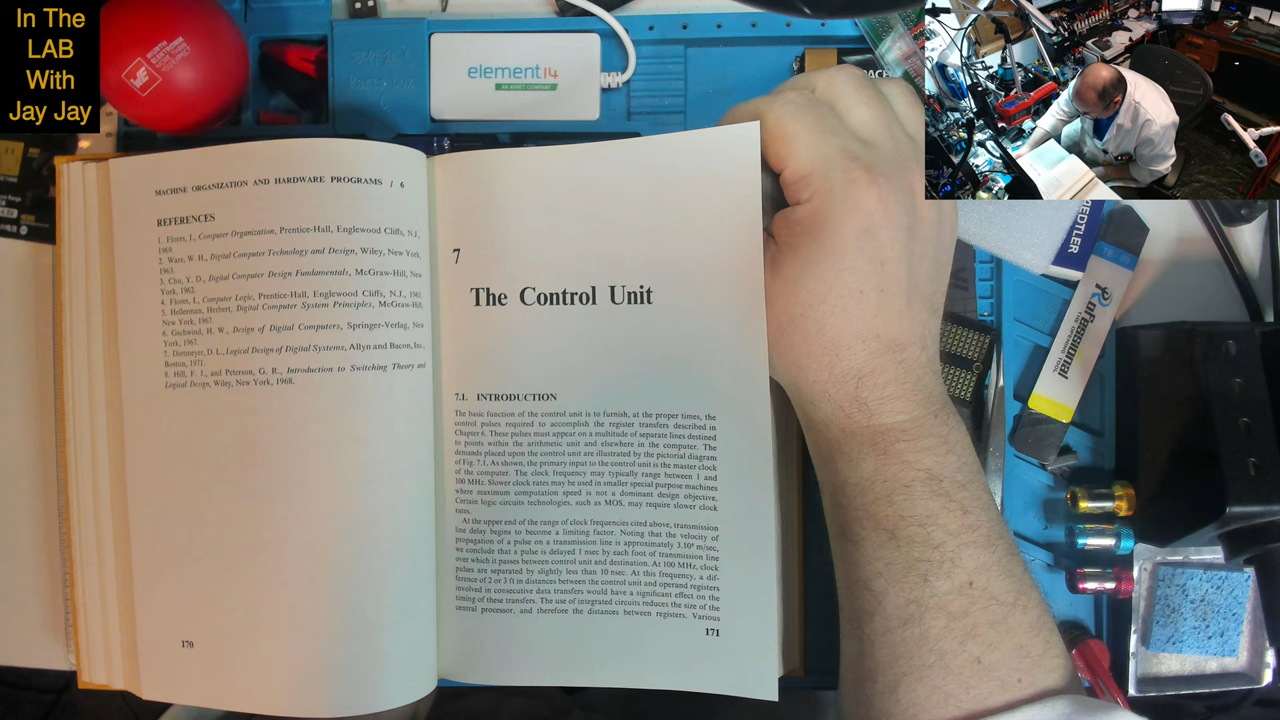 In The
LAB
With
Jay Jay
element14
AN AVNET COMPANY
MACHINE ORGANIZATION AND HARDWARE PROGRAMS / 6
REFERENCES
1. Flores, I., Computer Organization, Prentice-Hall, Englewood Cliffs, N.J.,
1969.
2. Ware, W. H., Digital Computer Technology and Design, Wiley, New York,
1963.
3. Chu, Y. D., Digital Computer Design Fundamentals, McGraw-Hill, New
York, 1962.
4. Flores, I., Computer Logic, Prentice-Hall, Englewood Cliffs, N.J., 1961.
5. Hellerman, Herbert, Digital Computer System Principles, McGraw-Hill,
New York, 1967.
6. Gschwind, H. W., Design of Digital Computers, Springer-Verlag, New
York, 1967.
7. Dietmeyer, D. L., Logical Design of Digital Systems, Allyn and Bacon, Inc.,
Boston, 1971.
8. Hill, F. J., and Peterson, G. R., Introduction to Switching Theory and
Logical Design, Wiley, New York, 1968.
170
7
The Control Unit
7.1. INTRODUCTION
The basic function of the control unit is to furnish, at the proper times, the
control pulses required to accomplish the register transfers described in
Chapter 6. These pulses must appear on a multitude of separate lines destined
to points within the arithmetic unit and elsewhere in the computer. The
demands placed upon the control unit are illustrated by the pictorial diagram
of Fig. 7.1. As shown, the primary input to the control unit is the master clock
of the computer. The clock frequency may typically range between 1 and
100 MHz. Slower clock rates may be used in smaller special purpose machines
where maximum computation speed is not a dominant design objective.
Certain logic circuits technologies, such as MOS, may require slower clock
rates.
At the upper end of the range of clock frequencies cited above, transmission
line delay begins to become a limiting factor. Noting that the velocity of
propagation of a pulse on a transmission line is approximately 3.10⁸ m/sec,
we conclude that a pulse is delayed 1 nsec by each foot of transmission line
over which it passes between control unit and destination. At 100 MHz, clock
pulses are separated by slightly less than 10 nsec. At this frequency, a dif-
ference of 2 or 3 ft in distances between the control unit and operand registers
involved in consecutive data transfers would have a significant effect on the
timing of these transfers. The use of integrated circuits reduces the size of the
central processor, and therefore the distances between registers. Various
171
THE OPENING TOOL